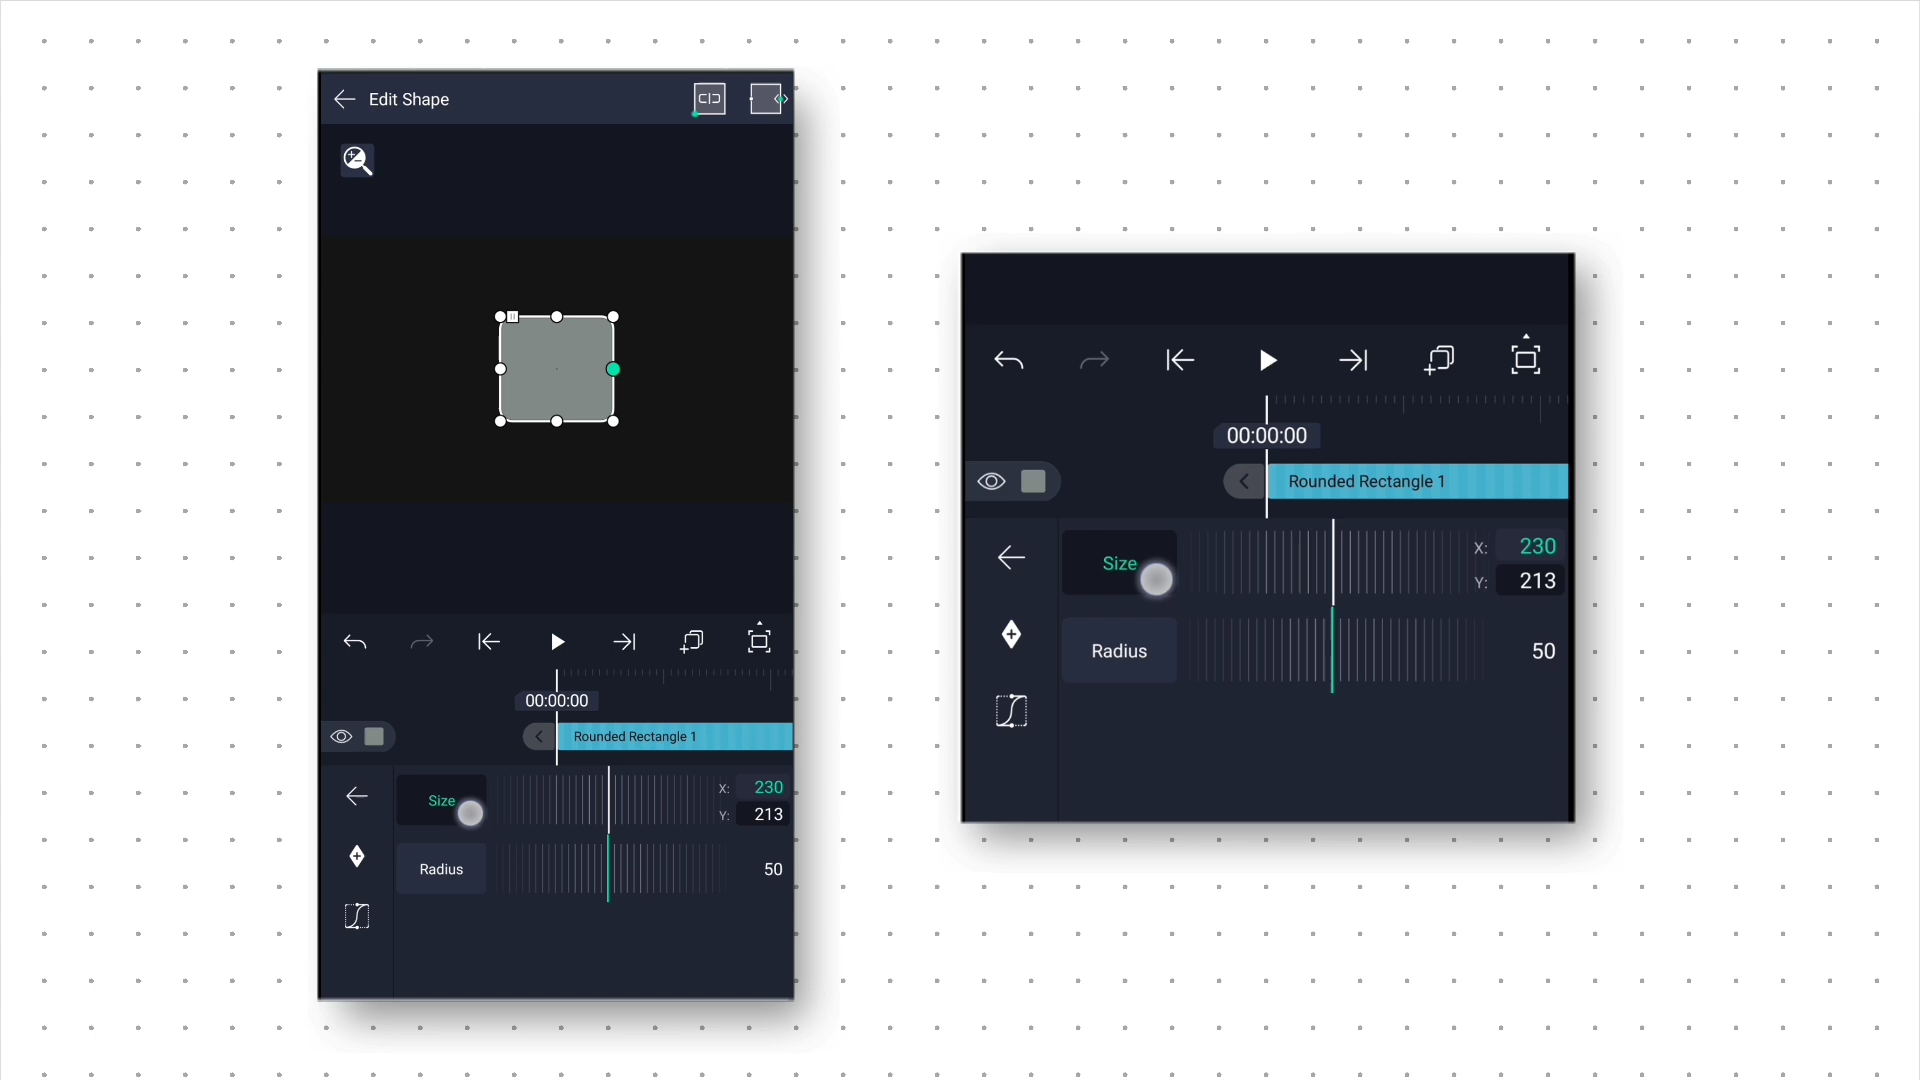 Edit Shape
00:00:00
Rounded Rectangle 1
Size
X: 230
Y: 213
Radius
50
00:00:00
Rounded Rectangle 1
Size
X: 230
Y: 213
Radius
50